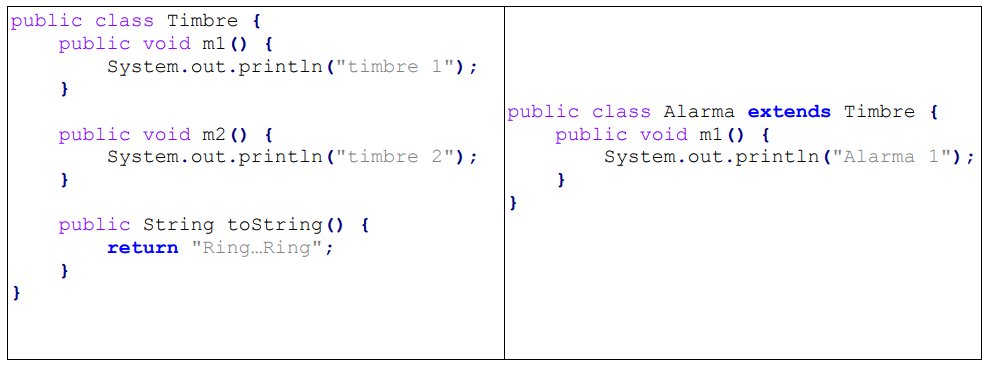 public class Timbre {
    public void m1() {
        System.out.println("timbre 1");
    }
    public void m2() {
        System.out.println("timbre 2");
    }
    public String toString() {
        return "Ring…Ring";
    }
}
public class Alarma extends Timbre {
    public void m1() {
        System.out.println("Alarma 1");
    }
}